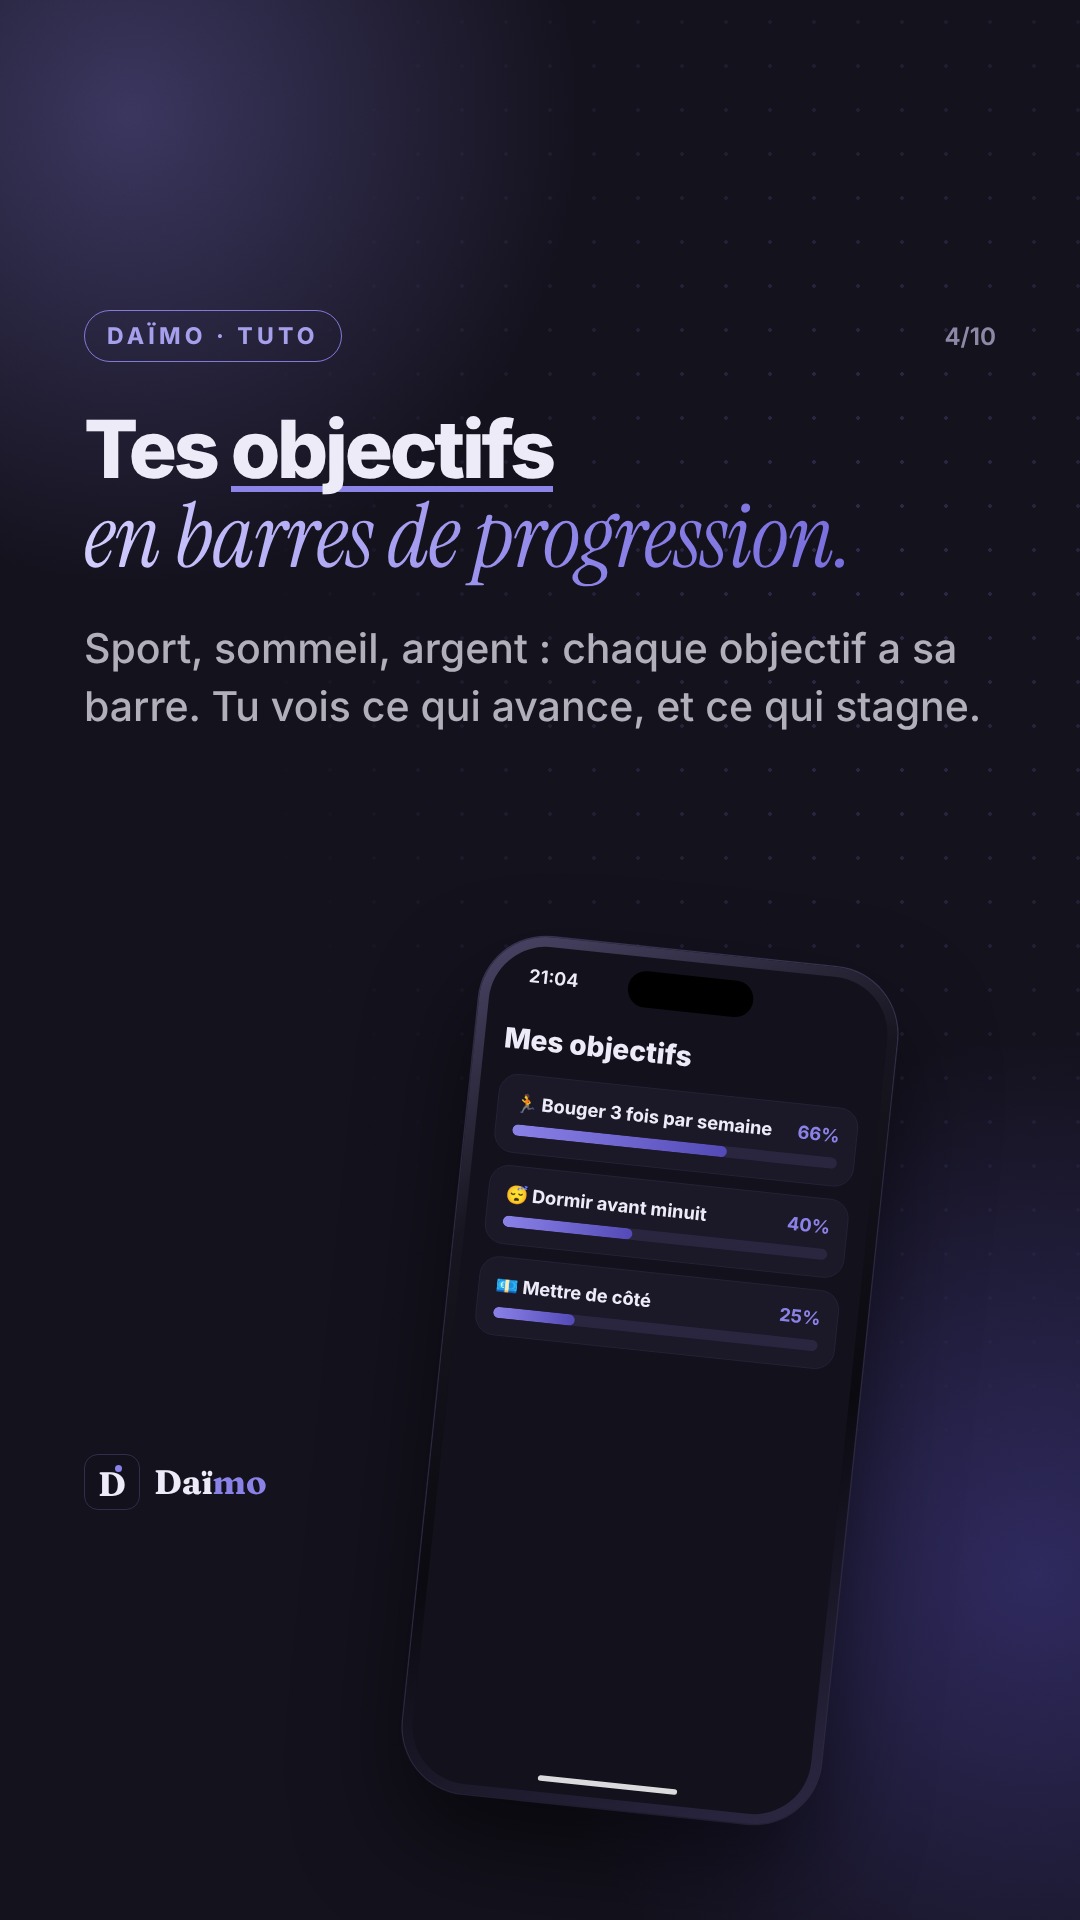 DAÏMO · TUTO
4/10
Tes objectifs
en barres de progression.
Sport, sommeil, argent : chaque objectif a sa
barre. Tu vois ce qui avance, et ce qui stagne.
21:04
Mes objectifs
🏃 Bouger 3 fois par semaine 66%
😴 Dormir avant minuit 40%
💶 Mettre de côté 25%
D Daïmo